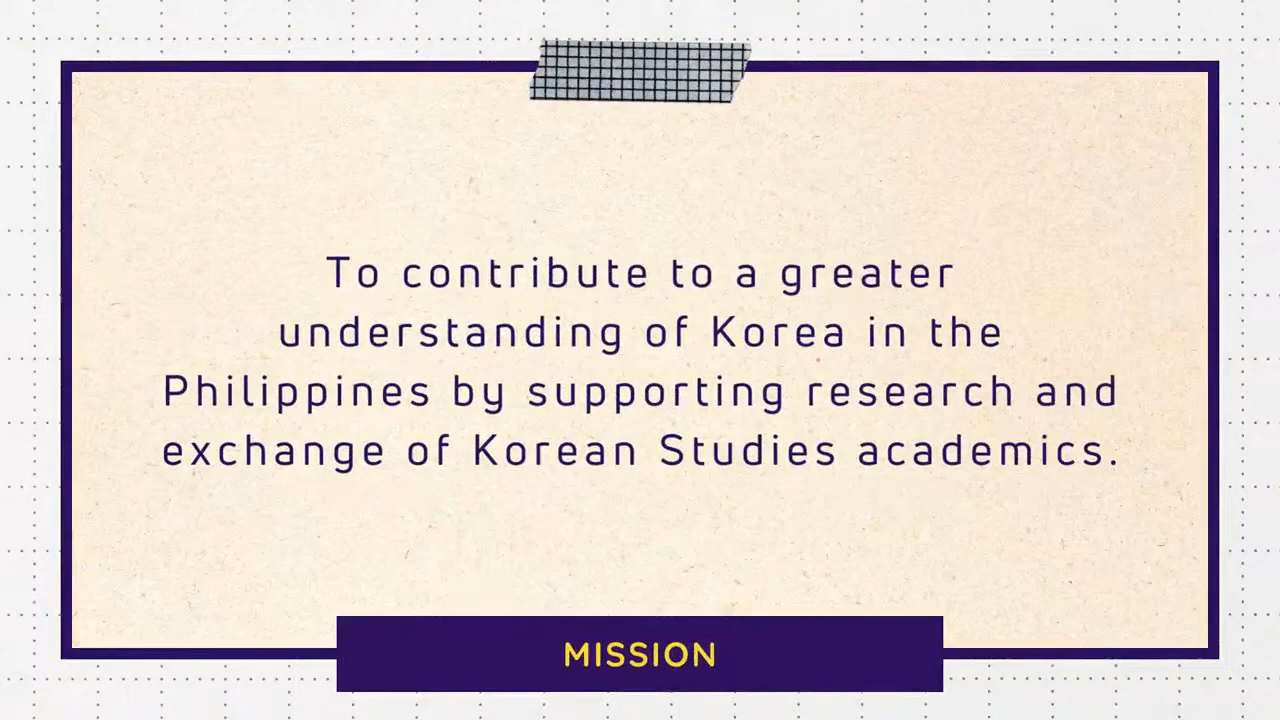 To contribute to a greater
understanding of Korea in the
Philippines by supporting research and
exchange of Korean Studies academics.
MISSION